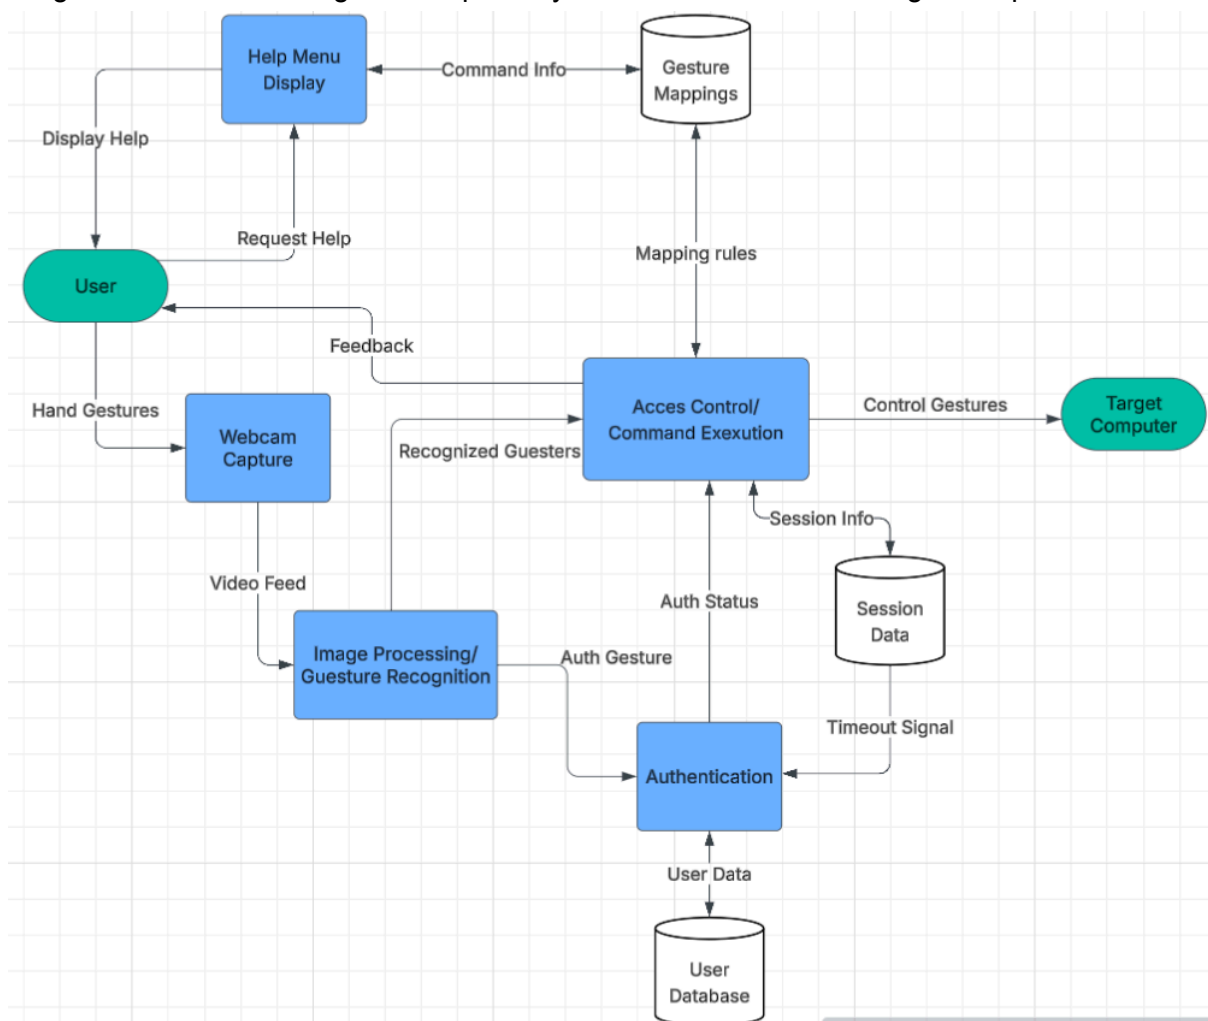 Help Menu
Display
Command Info
Gesture
Mappings
Display Help
Request Help
Mapping rules
User
Feedback
Hand Gestures
Webcam
Capture
Acces Control/
Command Exexution
Control Gestures
Target
Computer
Recognized Guesters
Session Info
Video Feed
Auth Status
Session
Data
Image Processing/
Guesture Recognition
Auth Gesture
Timeout Signal
Authentication
User Data
User
Database